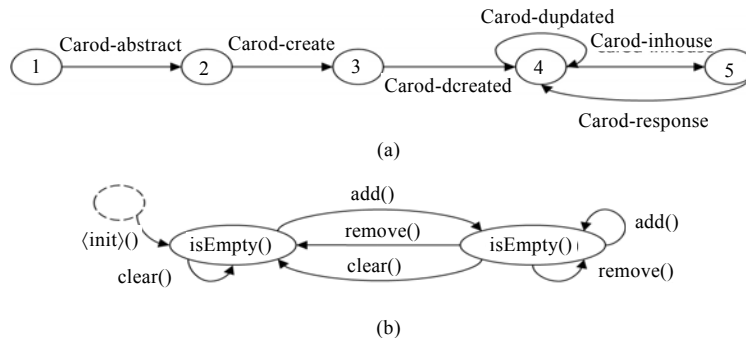 Carod-dupdated
Carod-abstract
Carod-create
Carod-inhouse
1
2
3
4
5
Carod-dcreated
Carod-response
(a)
add()
⟨init⟩()
isEmpty()
remove()
isEmpty()
add()
clear()
clear()
remove()
(b)